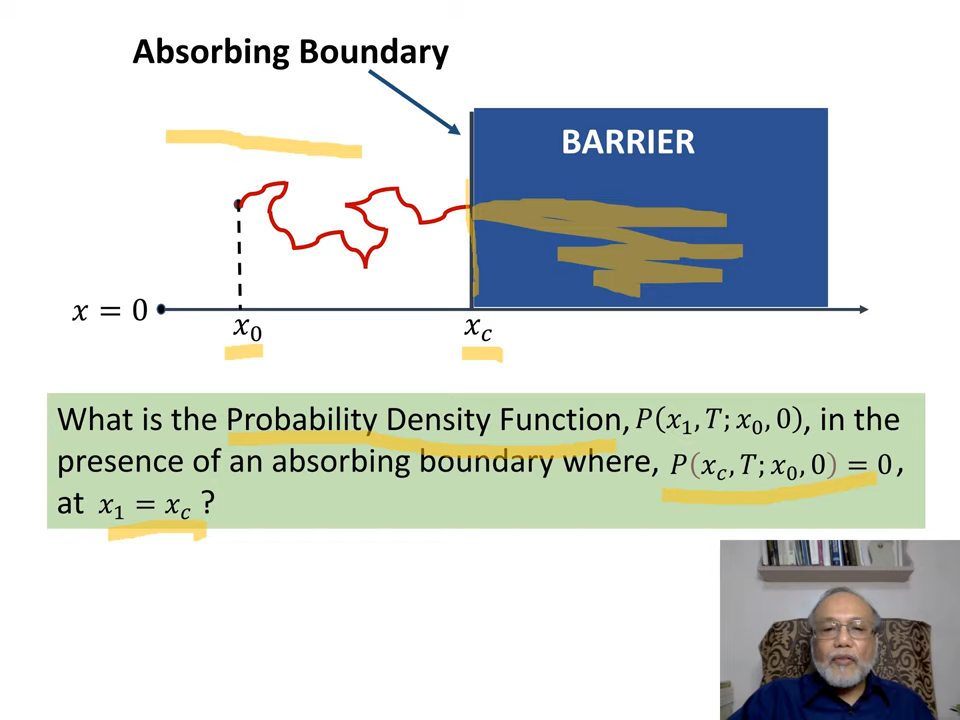 Absorbing Boundary
BARRIER
x = 0
x₀
x_c
What is the Probability Density Function, P(x₁, T; x₀, 0), in the
presence of an absorbing boundary where, P(x_c, T; x₀, 0) = 0,
at x₁ = x_c ?